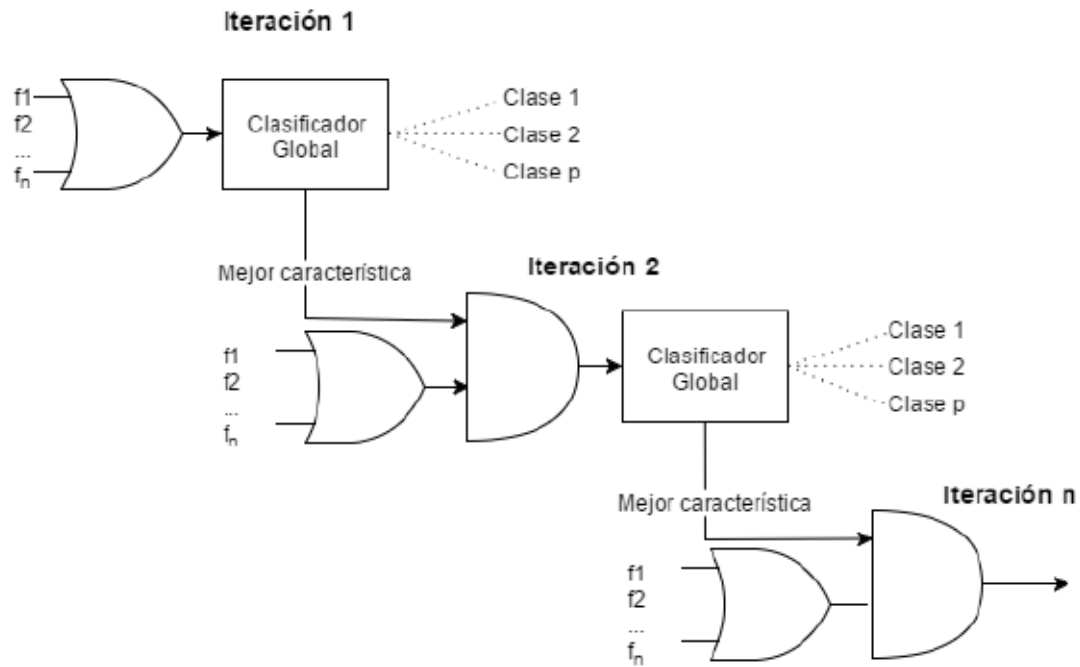 Iteración 1
f1
f2
...
fn
Clasificador
Global
Clase 1
Clase 2
Clase p
Mejor característica
Iteración 2
f1
f2
...
fn
Clasificador
Global
Clase 1
Clase 2
Clase p
Mejor característica
Iteración n
f1
f2
...
fn